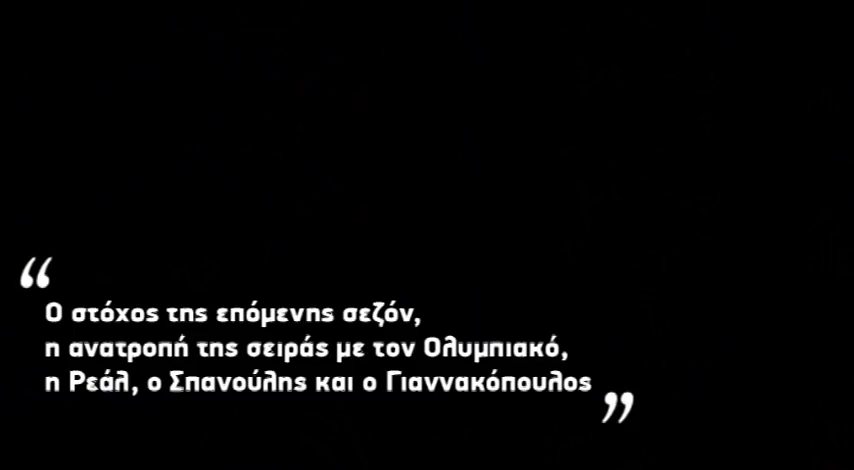 “
Ο στόχος της επόμενης σεζόν,
η ανατροπή της σειράς με τον Ολυμπιακό,
η Ρεάλ, ο Σπανούλης και ο Γιαννακόπουλος
”